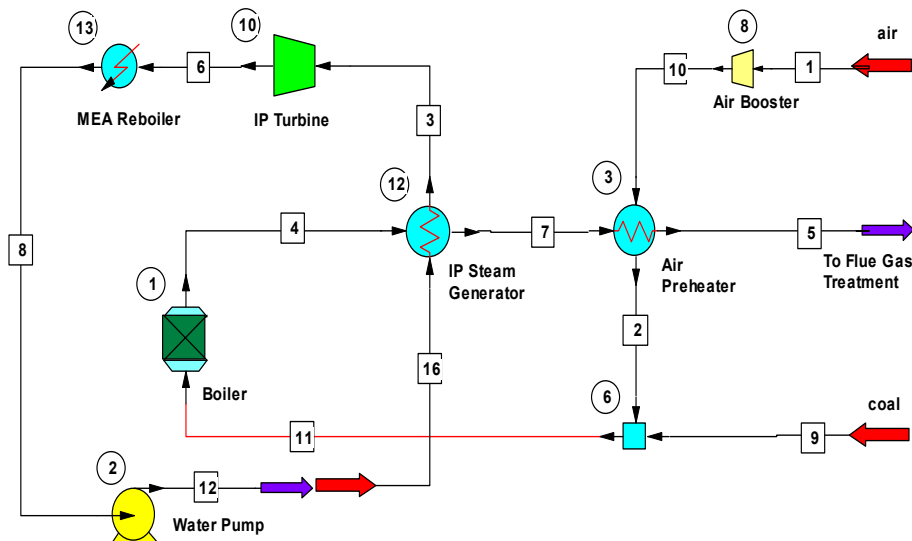 13
10
8
air
6
10
1
MEA Reboiler
IP Turbine
Air Booster
3
12
3
4
7
5
8
IP Steam
Generator
Air
Preheater
To Flue Gas
Treatment
1
2
16
Boiler
6
coal
11
9
2
12
Water Pump